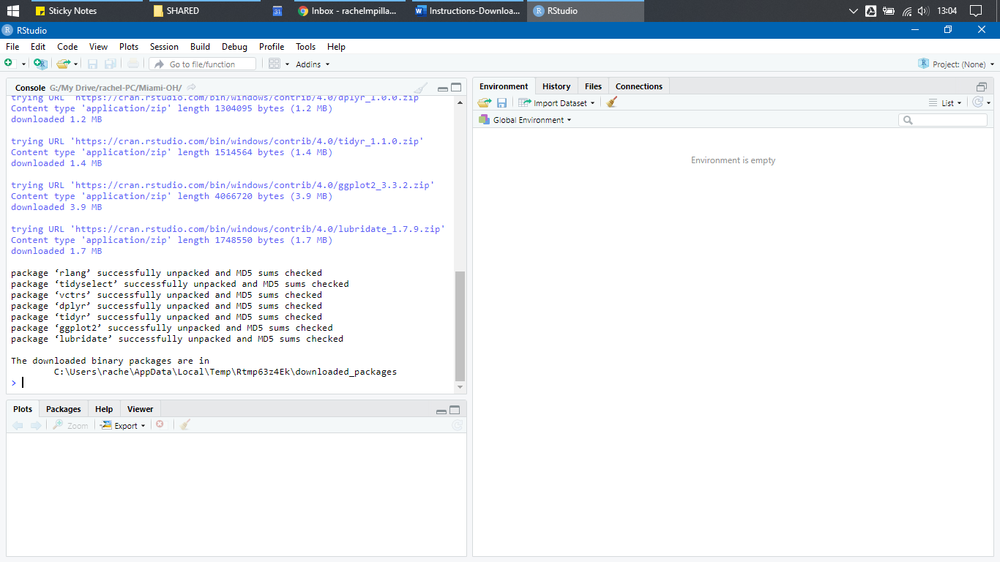 Sticky Notes SHARED 31 Inbox - rachelmpilla... Instructions-Downloa... RStudio 13:04
RStudio
File Edit Code View Plots Session Build Debug Profile Tools Help
Go to file/function Addins Project: (None)
Console G:/My Drive/rachel-PC/Miami-OH/
trying URL 'https://cran.rstudio.com/bin/windows/contrib/4.0/dplyr_1.0.0.zip'
Content type 'application/zip' length 1304095 bytes (1.2 MB)
downloaded 1.2 MB
trying URL 'https://cran.rstudio.com/bin/windows/contrib/4.0/tidyr_1.1.0.zip'
Content type 'application/zip' length 1514564 bytes (1.4 MB)
downloaded 1.4 MB
trying URL 'https://cran.rstudio.com/bin/windows/contrib/4.0/ggplot2_3.3.2.zip'
Content type 'application/zip' length 4066720 bytes (3.9 MB)
downloaded 3.9 MB
trying URL 'https://cran.rstudio.com/bin/windows/contrib/4.0/lubridate_1.7.9.zip'
Content type 'application/zip' length 1748550 bytes (1.7 MB)
downloaded 1.7 MB
package ‘rlang’ successfully unpacked and MD5 sums checked
package ‘tidyselect’ successfully unpacked and MD5 sums checked
package ‘vctrs’ successfully unpacked and MD5 sums checked
package ‘dplyr’ successfully unpacked and MD5 sums checked
package ‘tidyr’ successfully unpacked and MD5 sums checked
package ‘ggplot2’ successfully unpacked and MD5 sums checked
package ‘lubridate’ successfully unpacked and MD5 sums checked
The downloaded binary packages are in
C:\Users\rache\AppData\Local\Temp\Rtmp63z4Ek\downloaded_packages
>
Plots Packages Help Viewer
Zoom Export
Environment History Files Connections
Import Dataset List
Global Environment
Environment is empty